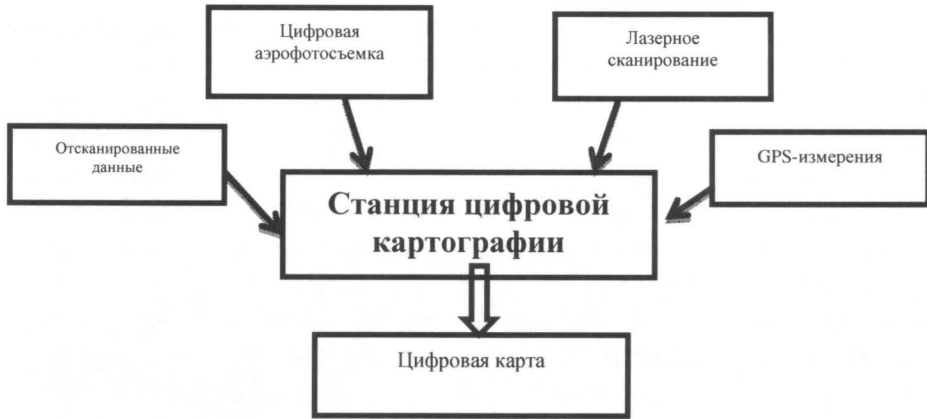 Цифровая
аэрофотосъемка
Лазерное
сканирование
Отсканированные
данные
GPS-измерения
Станция цифровой
картографии
Цифровая карта